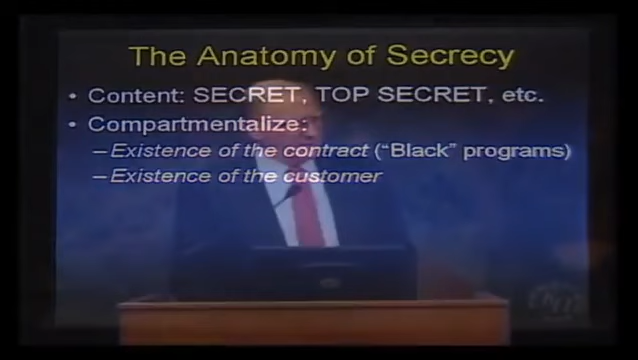 The Anatomy of Secrecy
• Content: SECRET, TOP SECRET, etc.
• Compartmentalize:
–Existence of the contract (“Black” programs)
–Existence of the customer